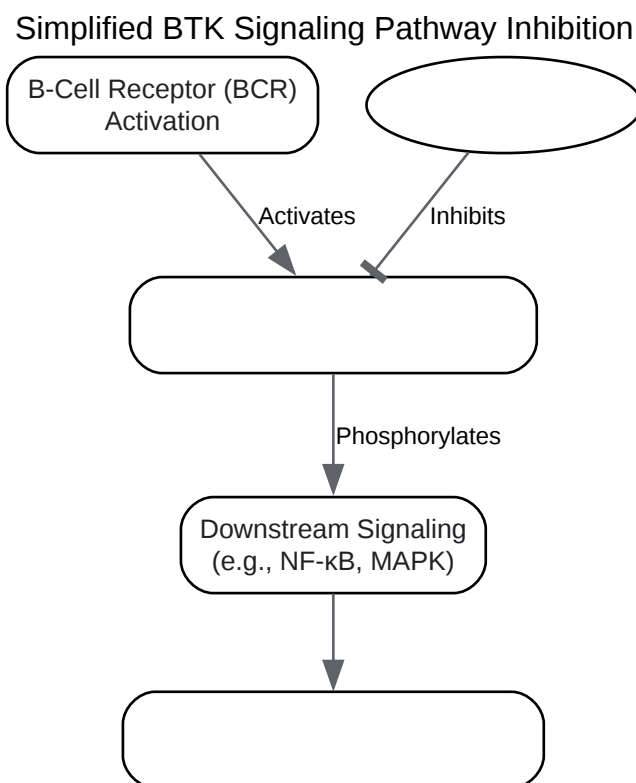 Simplified BTK Signaling Pathway Inhibition
B-Cell Receptor (BCR)
Activation
Activates
Inhibits
Phosphorylates
Downstream Signaling
(e.g., NF-κB, MAPK)